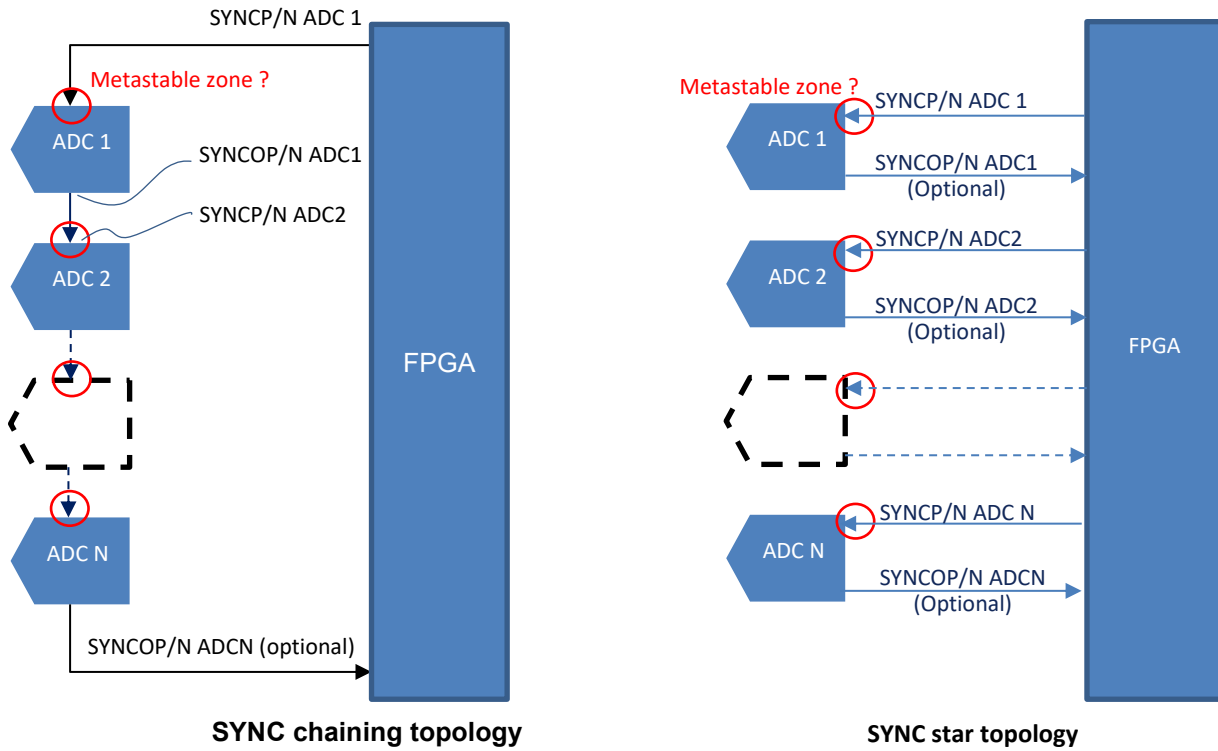 SYNCP/N ADC 1
Metastable zone ?
ADC 1
SYNCOP/N ADC1
SYNCP/N ADC2
ADC 2
FPGA
ADC N
SYNCOP/N ADCN (optional)
SYNC chaining topology
Metastable zone ?
SYNCP/N ADC 1
ADC 1
SYNCOP/N ADC1
(Optional)
SYNCP/N ADC2
ADC 2
SYNCOP/N ADC2
(Optional)
FPGA
SYNCP/N ADC N
ADC N
SYNCOP/N ADCN
(Optional)
SYNC star topology